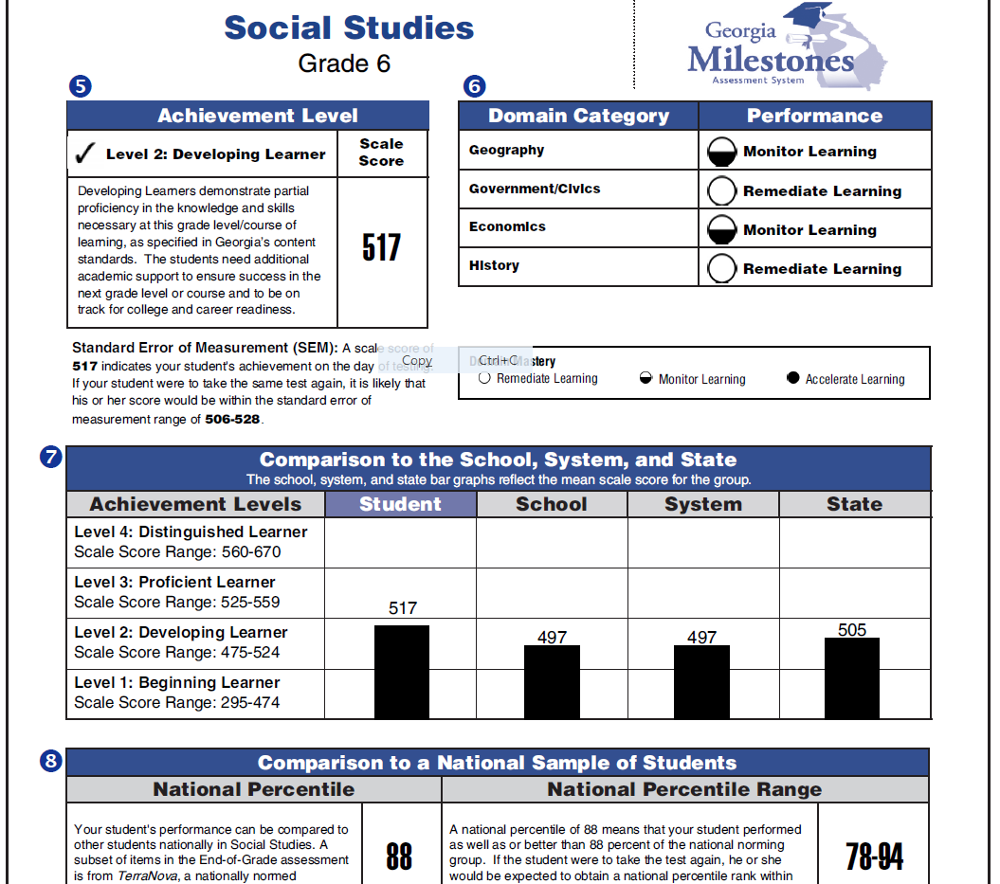 Social Studies
Grade 6
Georgia
Milestones
Assessment System
5
Achievement Level
✓ Level 2: Developing Learner
Scale
Score
Developing Learners demonstrate partial
proficiency in the knowledge and skills
necessary at this grade level/course of
learning, as specified in Georgia's content
standards. The students need additional
academic support to ensure success in the
next grade level or course and to be on
track for college and career readiness.
517
Standard Error of Measurement (SEM): A scale score of
517 indicates your student's achievement on the day of testing.
If your student were to take the same test again, it is likely that
his or her score would be within the standard error of
measurement range of 506-528.
Copy Ctrl+C
6
Domain Category Performance
Geography Monitor Learning
Government/Civics Remediate Learning
Economics Monitor Learning
History Remediate Learning
Domain Mastery
Remediate Learning Monitor Learning Accelerate Learning
7
Comparison to the School, System, and State
The school, system, and state bar graphs reflect the mean scale score for the group.
Achievement Levels Student School System State
Level 4: Distinguished Learner
Scale Score Range: 560-670
Level 3: Proficient Learner
Scale Score Range: 525-559
517
Level 2: Developing Learner
Scale Score Range: 475-524
497 497 505
Level 1: Beginning Learner
Scale Score Range: 295-474
8
Comparison to a National Sample of Students
National Percentile National Percentile Range
Your student's performance can be compared to
other students nationally in Social Studies. A
subset of items in the End-of-Grade assessment
is from TerraNova, a nationally normed
88
A national percentile of 88 means that your student performed
as well as or better than 88 percent of the national norming
group. If the student were to take the test again, he or she
would be expected to obtain a national percentile rank within
78-94